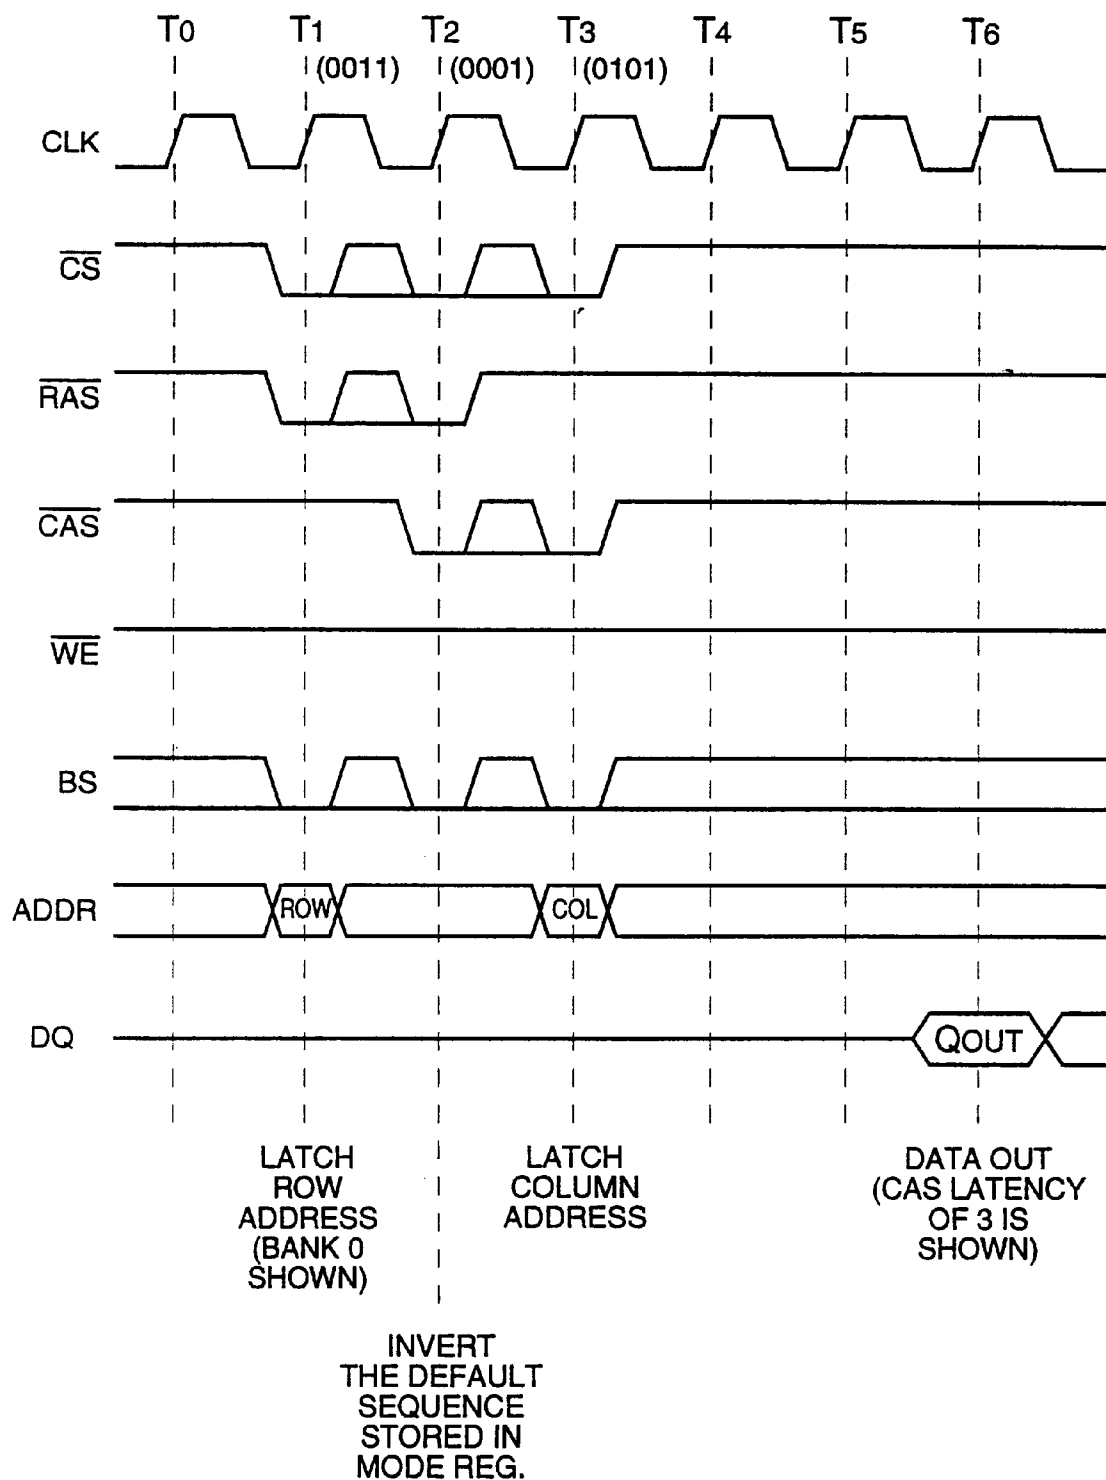 T0 T1 T2 T3 T4 T5 T6
(0011) (0001) (0101)
CLK
CS
RAS
CAS
WE
BS
ADDR ROW COL
DQ QOUT
LATCH
ROW
ADDRESS
(BANK 0
SHOWN)
INVERT
THE DEFAULT
SEQUENCE
STORED IN
MODE REG.
LATCH
COLUMN
ADDRESS
DATA OUT
(CAS LATENCY
OF 3 IS
SHOWN)